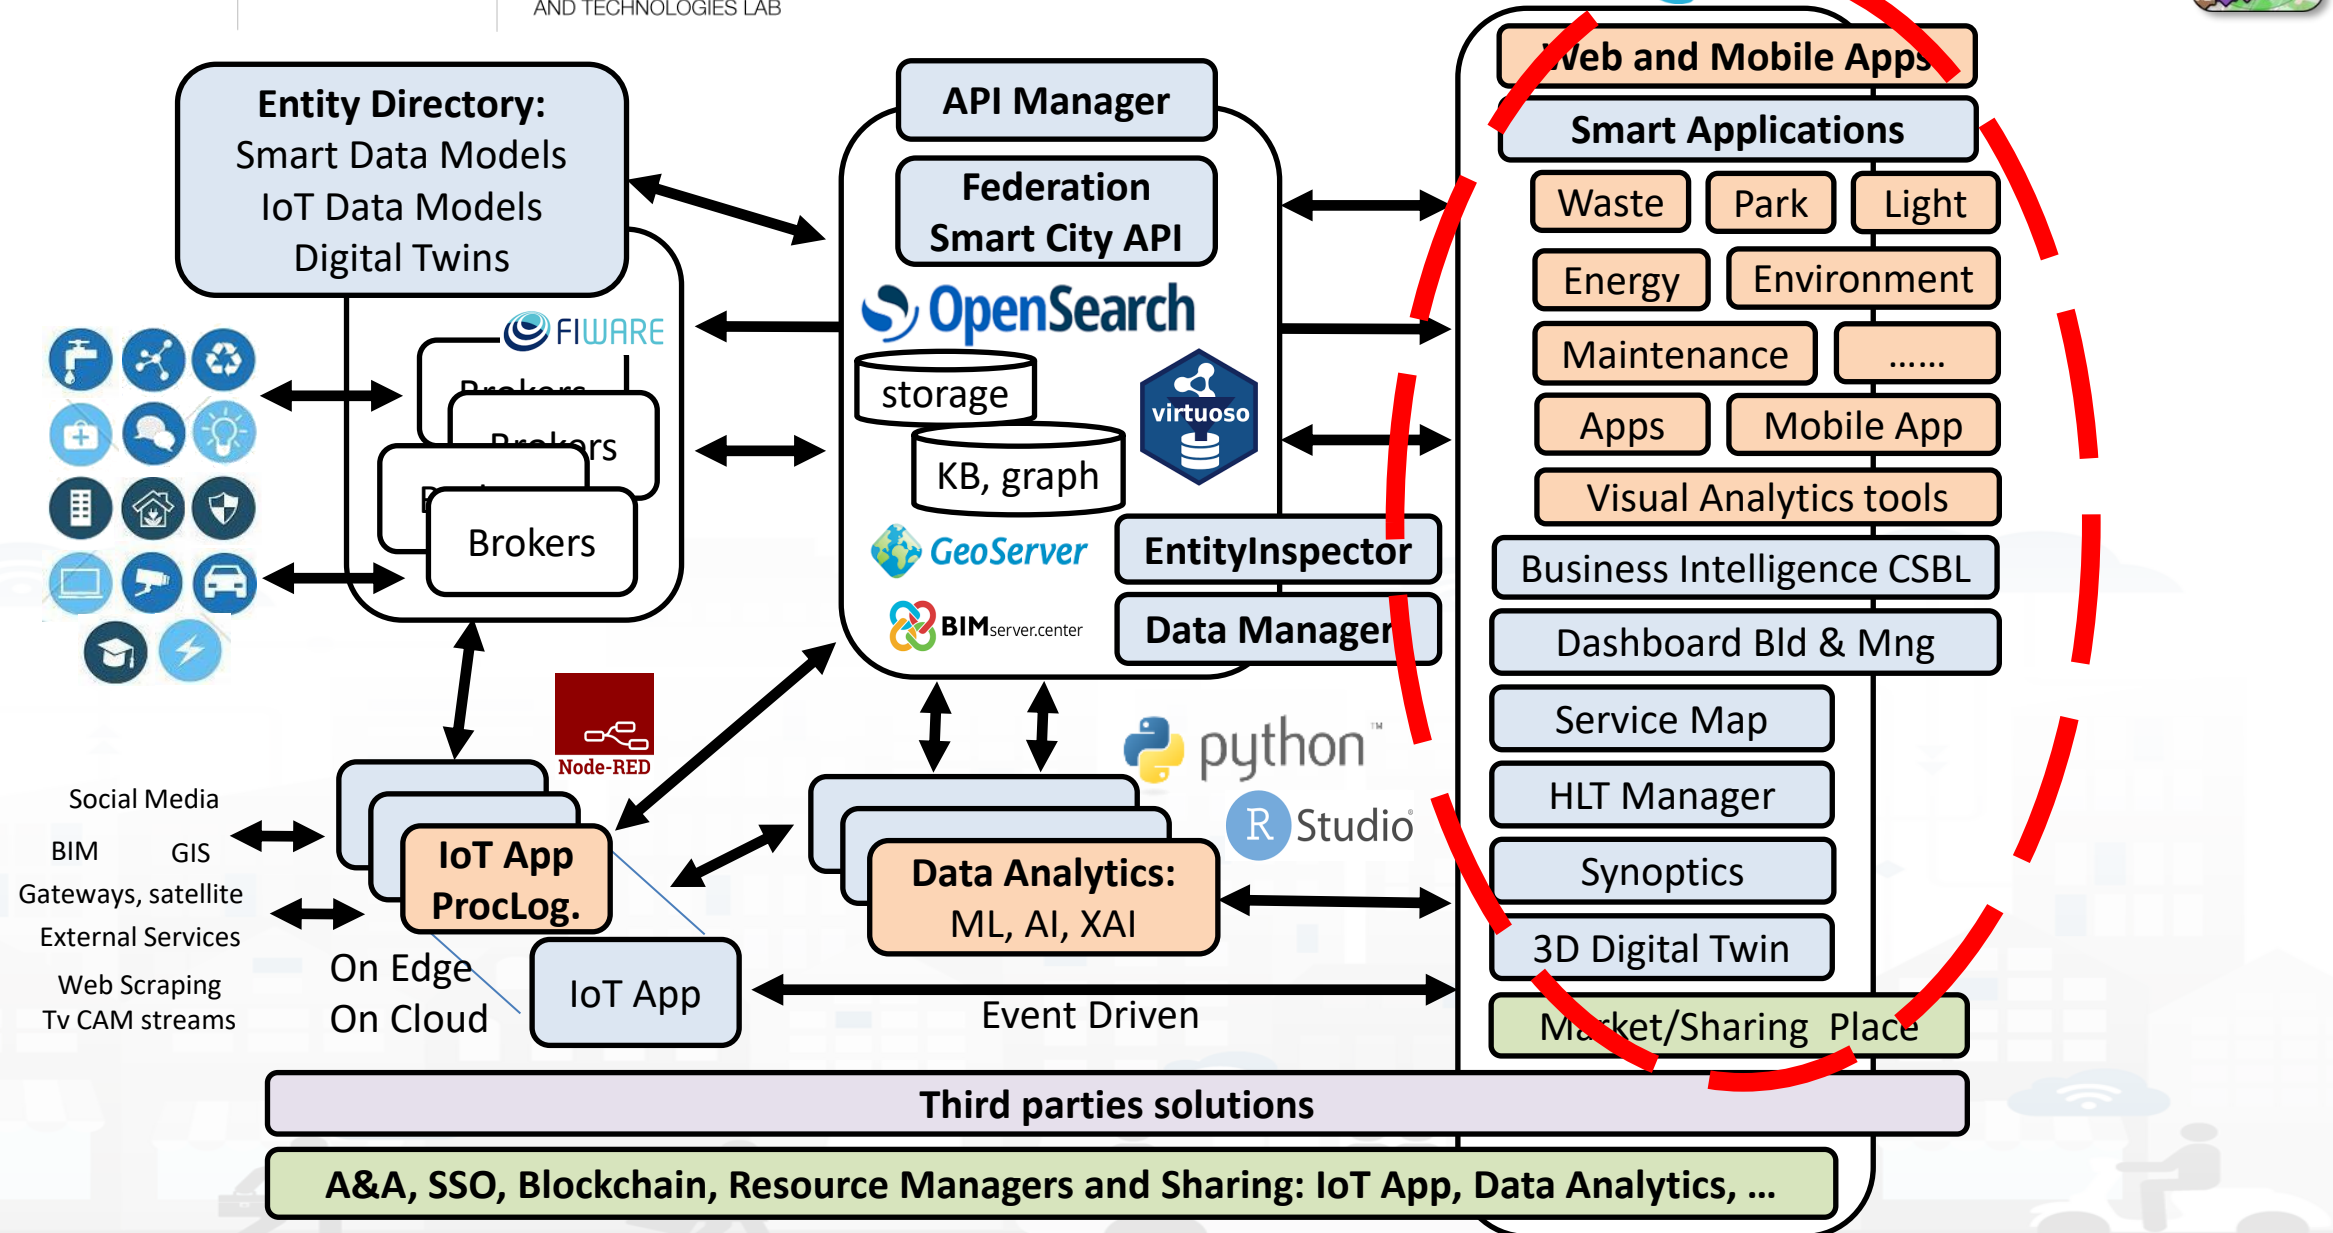 AND TECHNOLOGIES LAB
Entity Directory:
Smart Data Models
IoT Data Models
Digital Twins
FIWARE
Brokers
Brokers
Brokers
Node-RED
Social Media
BIM GIS
Gateways, satellite
External Services
Web Scraping
Tv CAM streams
IoT App
ProcLog.
On Edge
On Cloud
IoT App
API Manager
Federation
Smart City API
OpenSearch
storage
virtuoso
KB, graph
GeoServer
EntityInspector
BIMserver.center
Data Manager
python™
R Studio
Data Analytics:
ML, AI, XAI
Event Driven
Web and Mobile Apps
Smart Applications
Waste Park Light
Energy Environment
Maintenance ……
Apps Mobile App
Visual Analytics tools
Business Intelligence CSBL
Dashboard Bld & Mng
Service Map
HLT Manager
Synoptics
3D Digital Twin
Market/Sharing Place
Third parties solutions
A&A, SSO, Blockchain, Resource Managers and Sharing: IoT App, Data Analytics, ...